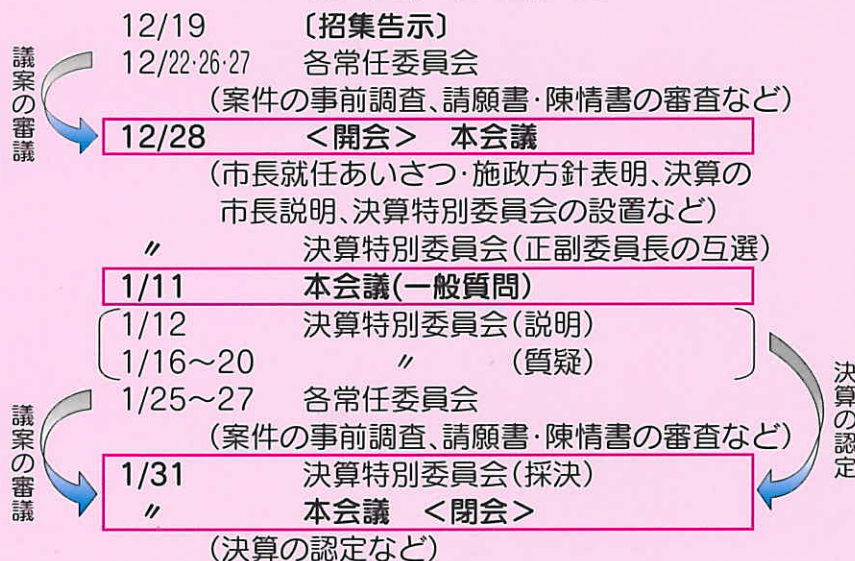 12/19 〔招集告示〕
12/22・26・27 各常任委員会
(案件の事前調査、請願書・陳情書の審査など)
議案の審議
12/28 <開会> 本会議
(市長就任あいさつ・施政方針表明、決算の
市長説明、決算特別委員会の設置など)
〃 決算特別委員会(正副委員長の互選)
1/11 本会議(一般質問)
1/12 決算特別委員会(説明)
1/16～20 〃 (質疑)
1/25～27 各常任委員会
(案件の事前調査、請願書・陳情書の審査など)
議案の審議
決算の認定
1/31 決算特別委員会(採決)
〃 本会議 <閉会>
(決算の認定など)